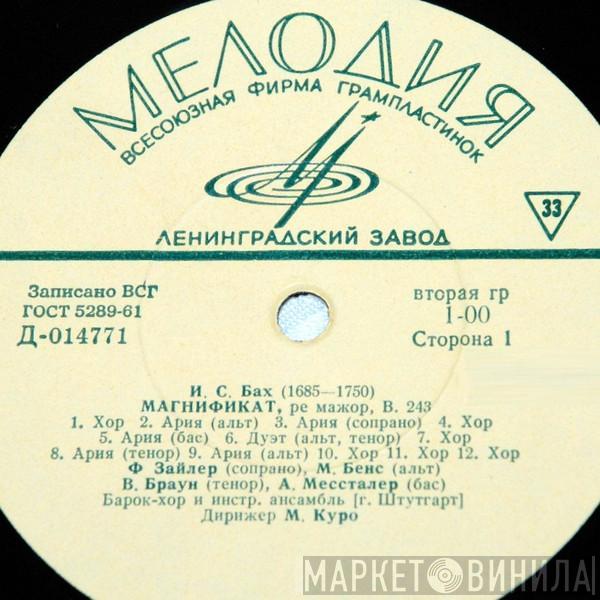 МЕЛОДИЯ
ВСЕСОЮЗНАЯ ФИРМА ГРАМПЛАСТИНОК
ЛЕНИНГРАДСКИЙ ЗАВОД
33
Записано ВСГ
ГОСТ 5289-61
Д-014771
вторая гр
1-00
Сторона 1
И. С. Бах (1685—1750)
МАГНИФИКАТ, ре мажор, В. 243
1. Хор 2. Ария (альт) 3. Ария (сопрано) 4. Хор
5. Ария (бас) 6. Дуэт (альт, тенор) 7. Хор
8. Ария (тенор) 9. Ария (альт) 10. Хор 11. Хор 12. Хор
Ф Зайлер (сопрано), М. Бенс (альт)
В. Браун (тенор), А. Мессталер (бас)
Барок-хор и инстр. ансамбль [г. Штутгарт]
Дирижер М. Куро
МАРКЕТ ВИНИЛА